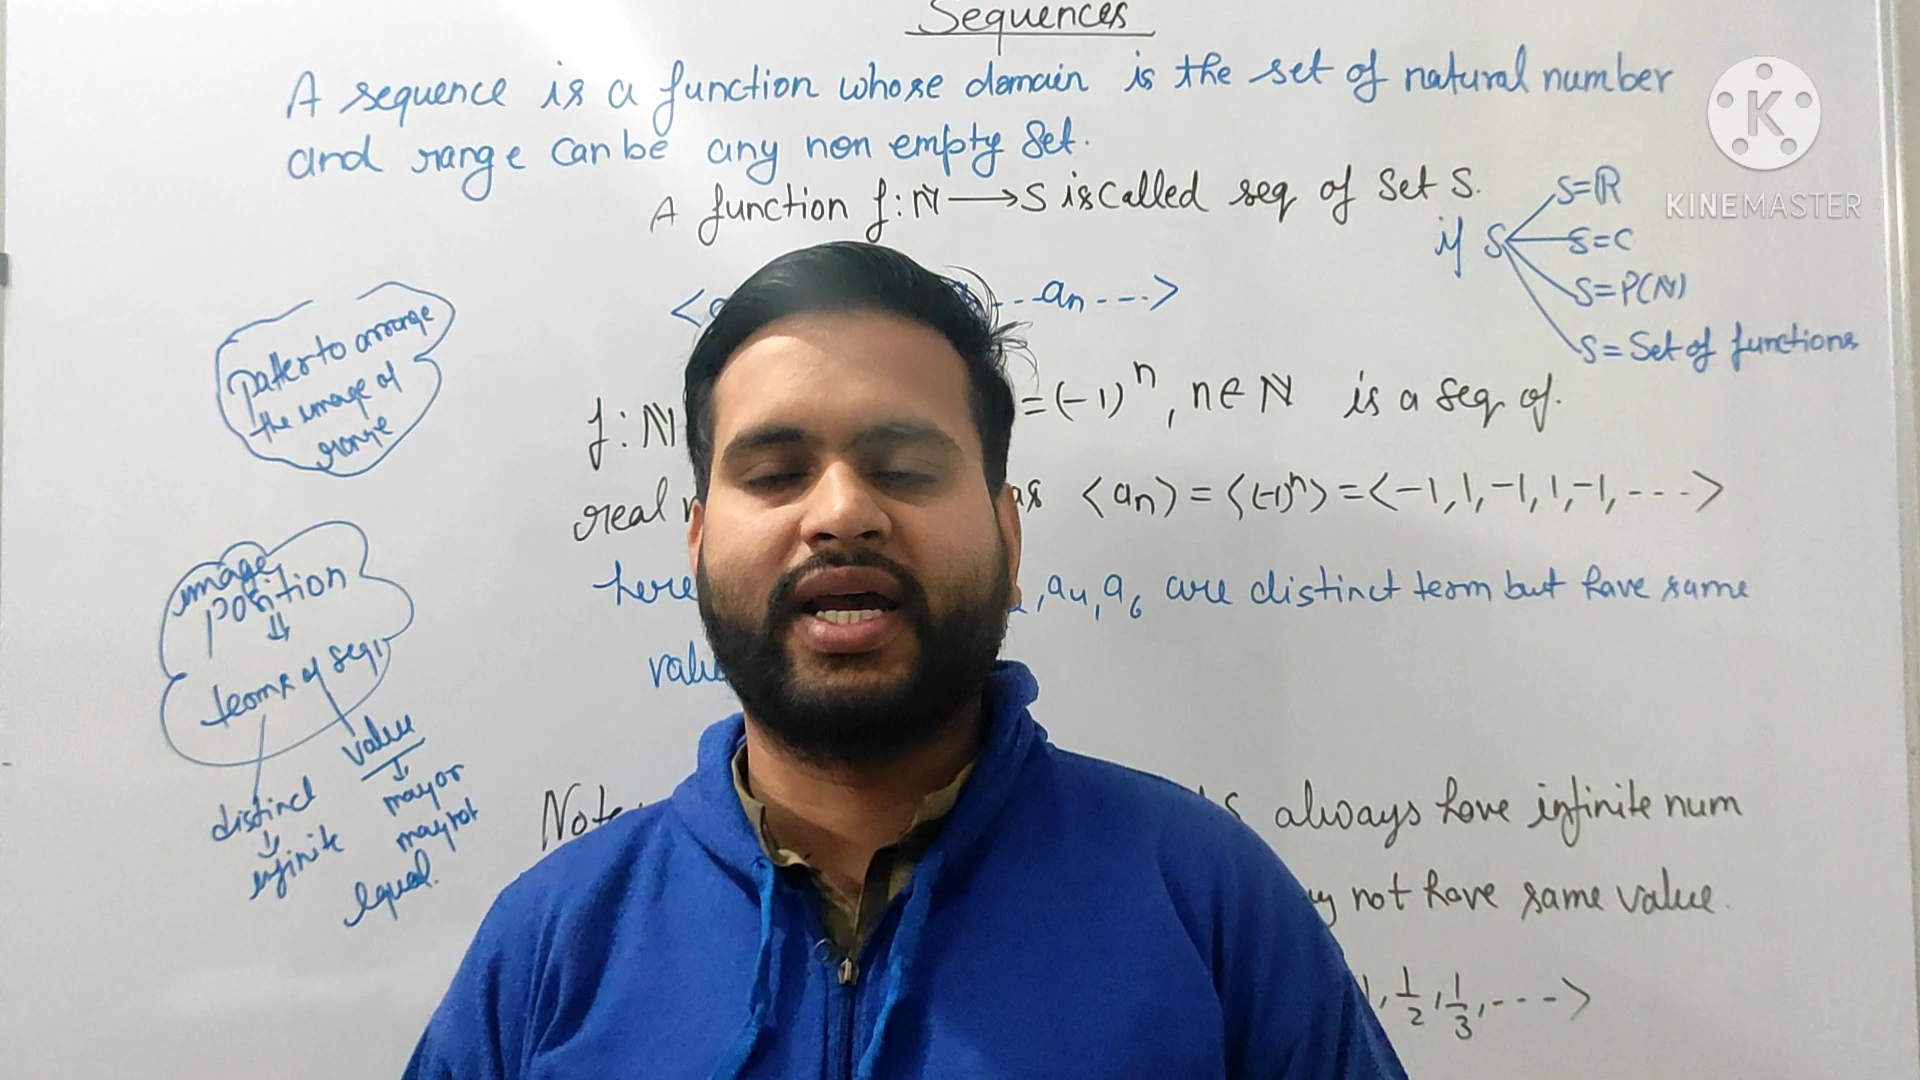 Sequences
A sequence is a function whose domain is the set of natural number
and range can be any non empty set.
A function f: ℕ ⟶ S is called seq of set S.
if S
S=ℝ
S=C
S=P(ℕ)
S= Set of functions
KINEMASTER
K
--an---->
f: ℕ =(-1)^n, n∈ℕ is a seq of.
real as <an> = <(-1)^n> = <-1,1,-1,1,-1,---->
here ,a4,a6 are distinct term but have same
value
Note always have infinite num
not have same value.
,1/2,1/3,---->
Patter to arrange
the image of
range
image
position
⇓
terms of seq
value
distinct
↓
infinite
↓
may or
may not
equal.